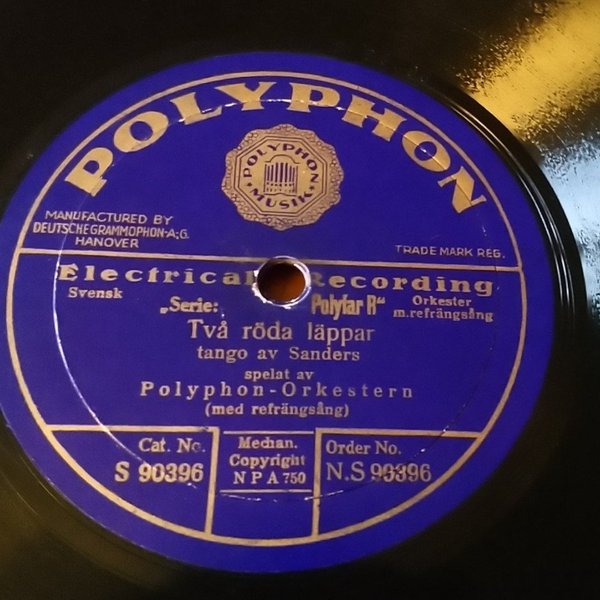 POLYPHON
POLYPHON
MUSIK
MANUFACTURED BY
DEUTSCHE GRAMMOPHON-A;G.
HANOVER
TRADE MARK REG.
Electrical Recording
Svensk
„Serie: Polyfar R“
Orkester
m.refrängsång
Två röda läppar
tango av Sanders
spelat av
Polyphon-Orkestern
(med refrängsång)
Cat. No.
S 90396
Mechan.
Copyright
N P A 750
Order No.
N.S 90396